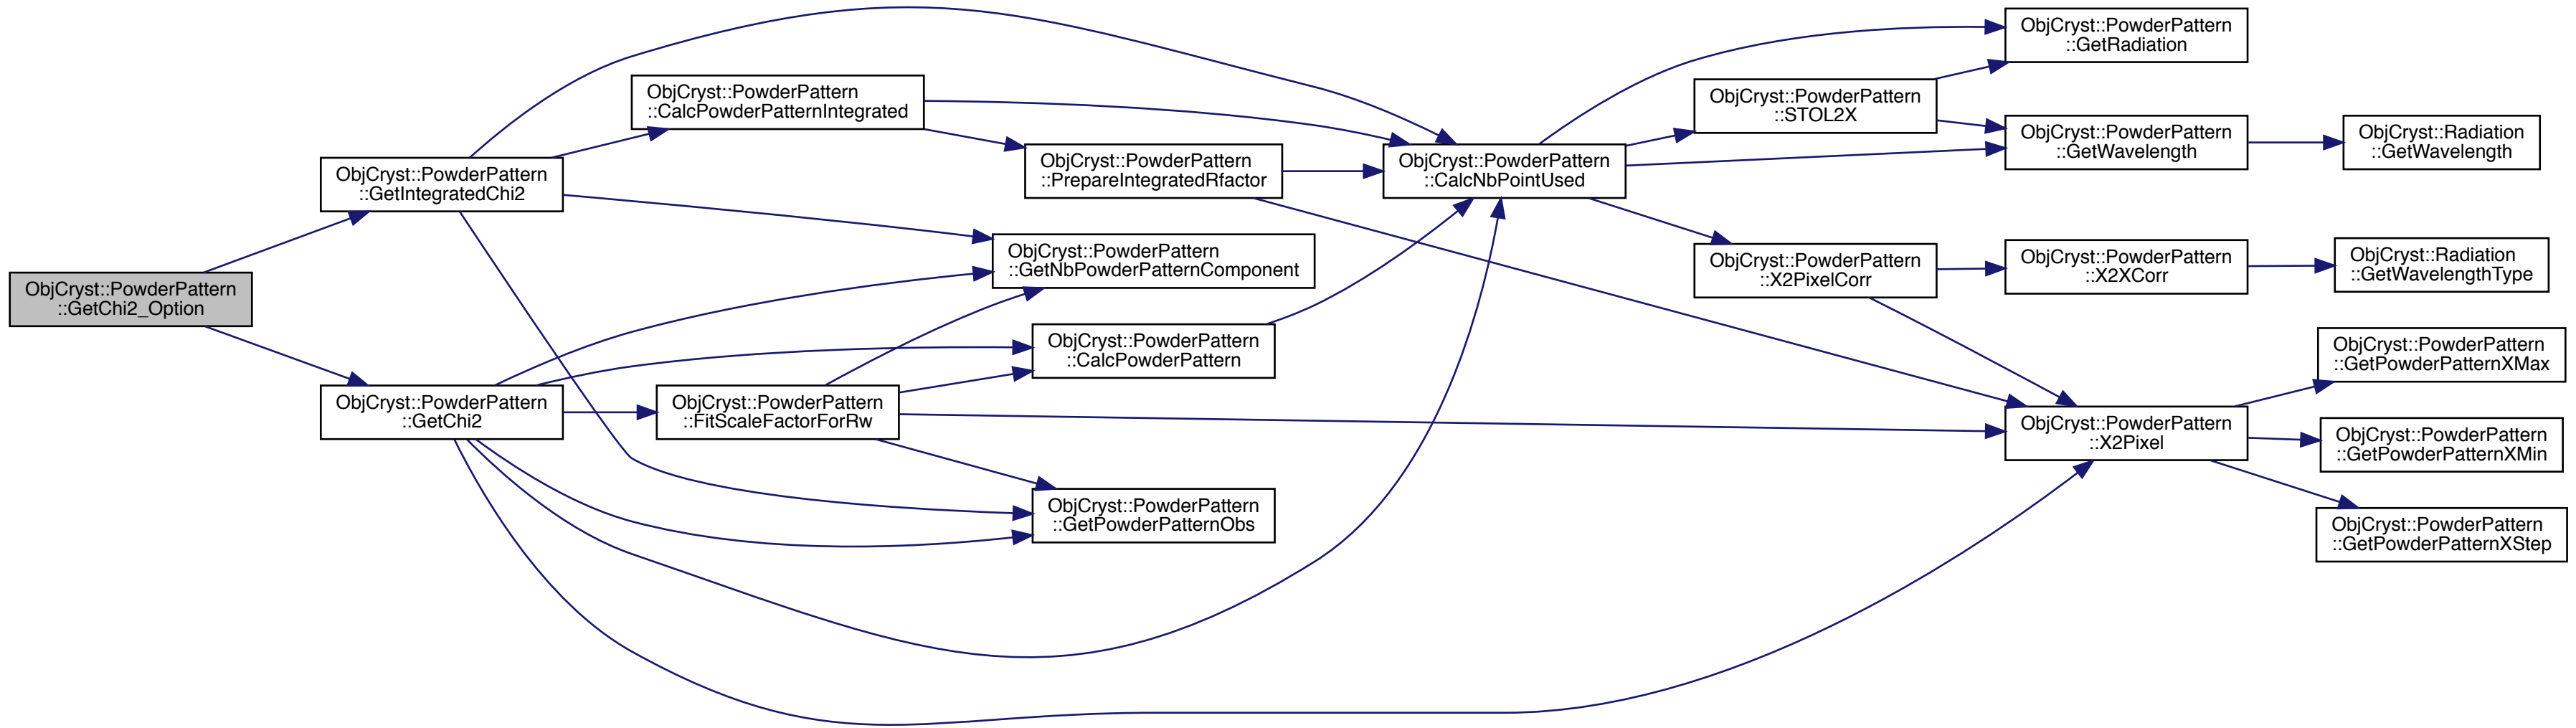 ObjCryst::PowderPattern
::GetChi2_Option
ObjCryst::PowderPattern
::GetIntegratedChi2
ObjCryst::PowderPattern
::GetChi2
ObjCryst::PowderPattern
::CalcPowderPatternIntegrated
ObjCryst::PowderPattern
::FitScaleFactorForRw
ObjCryst::PowderPattern
::PrepareIntegratedRfactor
ObjCryst::PowderPattern
::GetNbPowderPatternComponent
ObjCryst::PowderPattern
::CalcPowderPattern
ObjCryst::PowderPattern
::GetPowderPatternObs
ObjCryst::PowderPattern
::CalcNbPointUsed
ObjCryst::PowderPattern
::STOL2X
ObjCryst::PowderPattern
::X2PixelCorr
ObjCryst::PowderPattern
::GetRadiation
ObjCryst::PowderPattern
::GetWavelength
ObjCryst::PowderPattern
::X2XCorr
ObjCryst::PowderPattern
::X2Pixel
ObjCryst::Radiation
::GetWavelength
ObjCryst::Radiation
::GetWavelengthType
ObjCryst::PowderPattern
::GetPowderPatternXMax
ObjCryst::PowderPattern
::GetPowderPatternXMin
ObjCryst::PowderPattern
::GetPowderPatternXStep